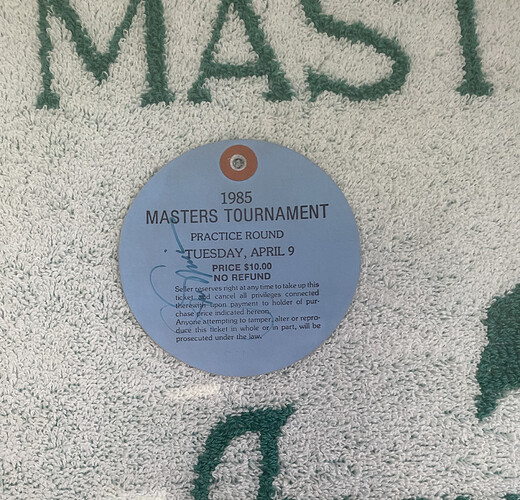 MAST
1985
MASTERS TOURNAMENT
PRACTICE ROUND
TUESDAY, APRIL 9
PRICE $10.00
NO REFUND
Seller reserves right at any time to take up this
ticket and cancel all privileges connected
therewith upon payment to holder of pur-
chase price indicated hereon.
Anyone attempting to tamper, alter or repro-
duce this ticket in whole or in part, will be
prosecuted under the law.